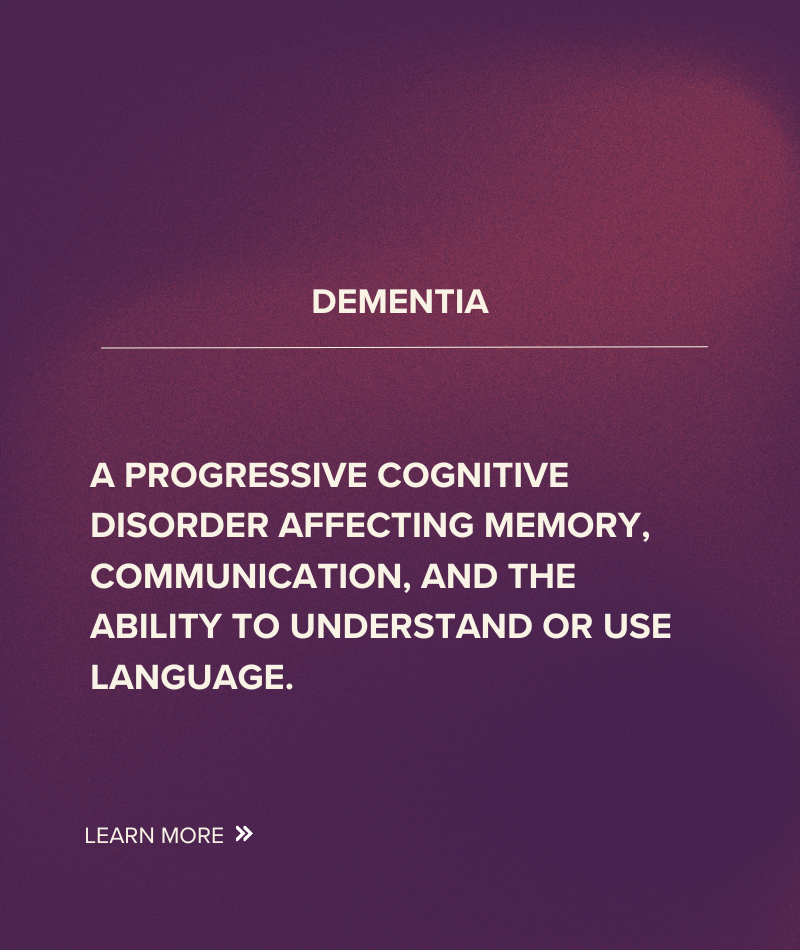 DEMENTIA
A PROGRESSIVE COGNITIVE
DISORDER AFFECTING MEMORY,
COMMUNICATION, AND THE
ABILITY TO UNDERSTAND OR USE
LANGUAGE.
LEARN MORE »